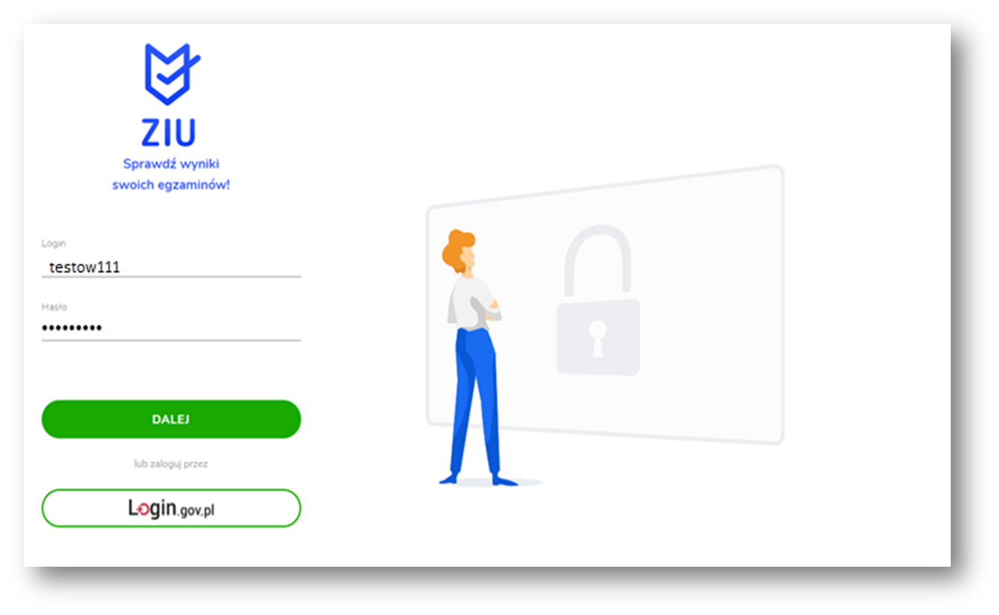 ZIU
Sprawdź wyniki
swoich egzaminów!
Login
testow111
Hasło
•••••••••
DALEJ
lub zaloguj przez
Login.gov.pl